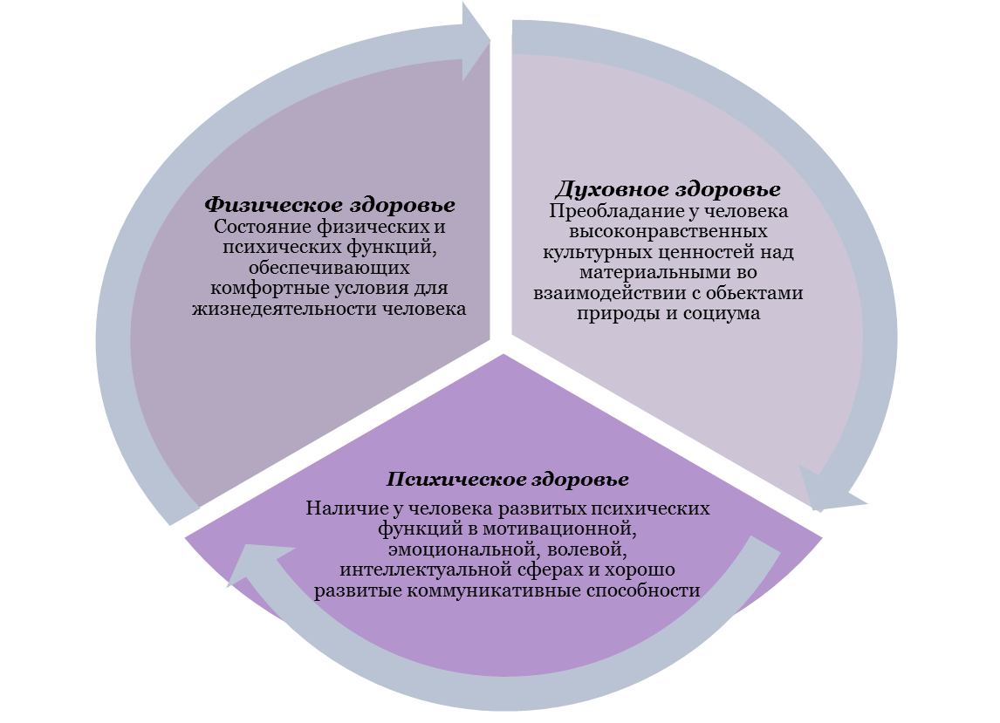 Физическое здоровье
Состояние физических и
психических функций,
обеспечивающих
комфортные условия для
жизнедеятельности человека
Духовное здоровье
Преобладание у человека
высоконравственных
культурных ценностей над
материальными во
взаимодействии с обьектами
природы и социума
Психическое здоровье
Наличие у человека развитых психических
функций в мотивационной,
эмоциональной, волевой,
интеллектуальной сферах и хорошо
развитые коммуникативные способности